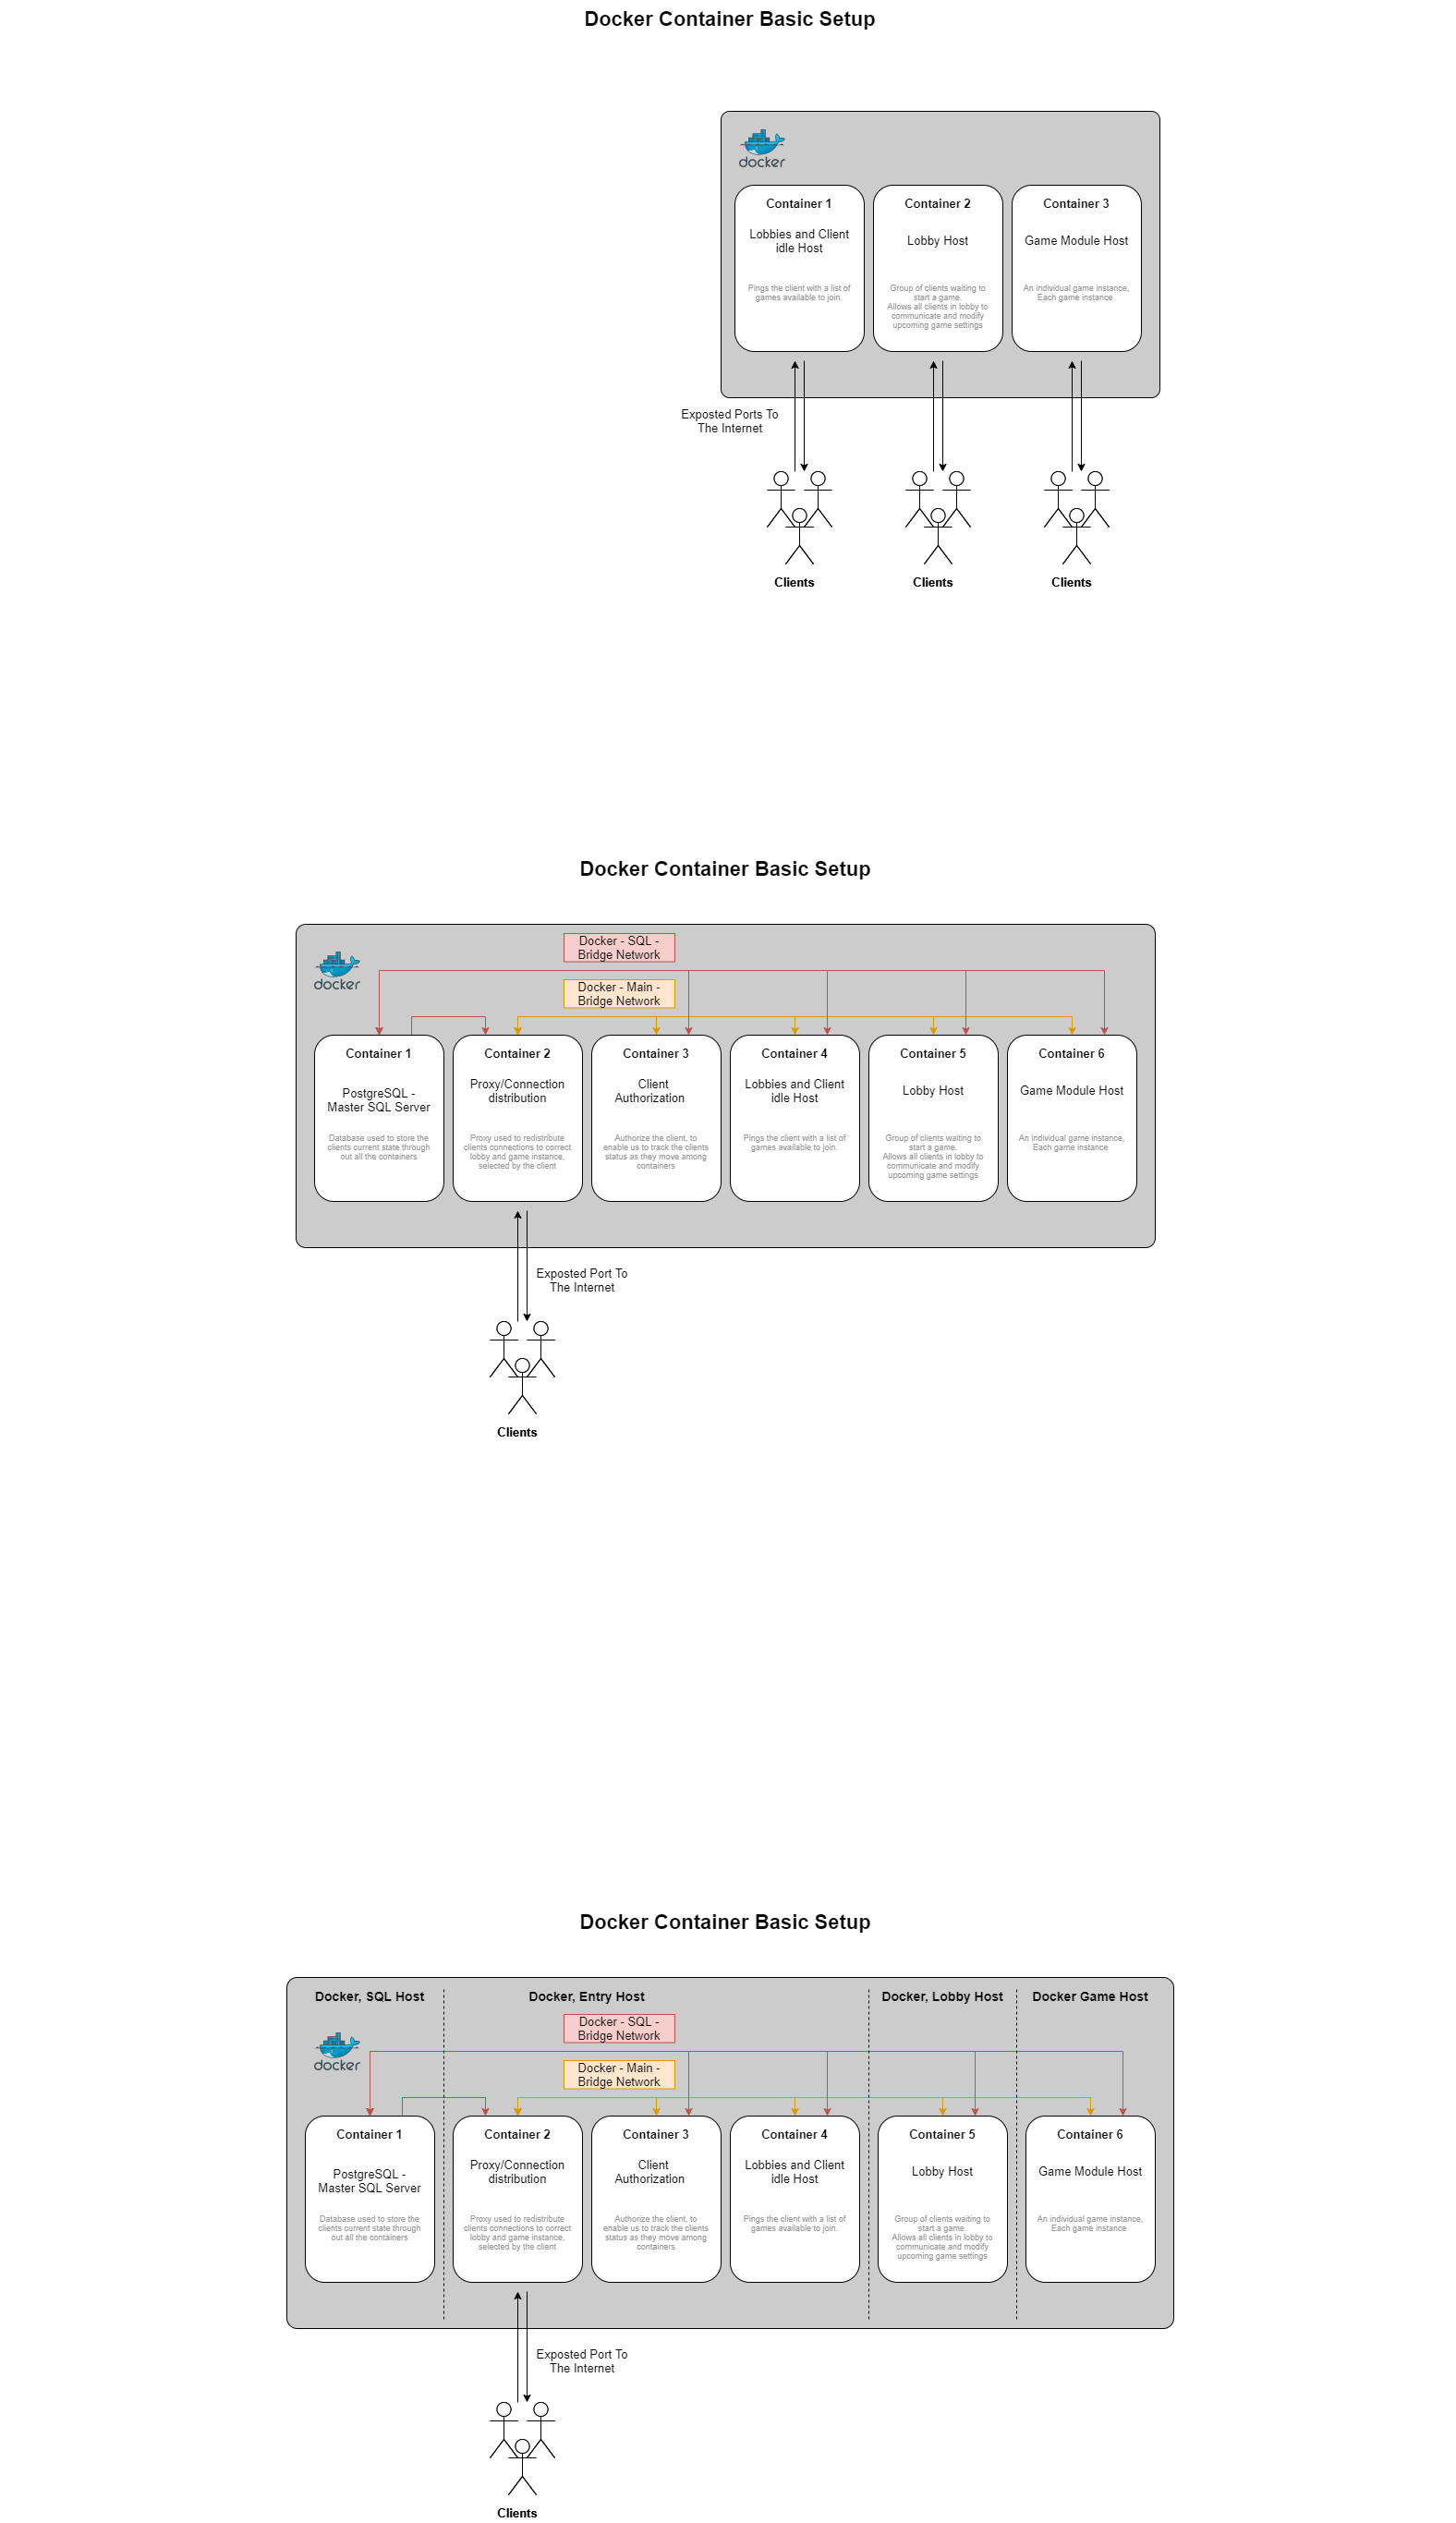 Docker Container Basic Setup
docker
Container 1
Lobbies and Client
idle Host
Pings the client with a list of
games available to join.
Container 2
Lobby Host
Group of clients waiting to
start a game.
Allows all clients in lobby to
communicate and modify
upcoming game settings
Container 3
Game Module Host
An individual game instance,
Each game instance
Exposted Ports To
The Internet
Clients
Clients
Clients
Docker Container Basic Setup
Docker - SQL -
Bridge Network
docker
Docker - Main -
Bridge Network
Container 1
PostgreSQL -
Master SQL Server
Database used to store the
clients current state through
out all the containers
Container 2
Proxy/Connection
distribution
Proxy used to redistribute
clients connections to correct
lobby and game instance,
selected by the client
Container 3
Client
Authorization
Authorize the client, to
enable us to track the clients
status as they move among
containers
Container 4
Lobbies and Client
idle Host
Pings the client with a list of
games available to join.
Container 5
Lobby Host
Group of clients waiting to
start a game.
Allows all clients in lobby to
communicate and modify
upcoming game settings
Container 6
Game Module Host
An individual game instance,
Each game instance
Exposted Port To
The Internet
Clients
Docker Container Basic Setup
Docker, SQL Host
Docker, Entry Host
Docker, Lobby Host
Docker Game Host
Docker - SQL -
Bridge Network
docker
Docker - Main -
Bridge Network
Container 1
PostgreSQL -
Master SQL Server
Database used to store the
clients current state through
out all the containers
Container 2
Proxy/Connection
distribution
Proxy used to redistribute
clients connections to correct
lobby and game instance,
selected by the client
Container 3
Client
Authorization
Authorize the client, to
enable us to track the clients
status as they move among
containers
Container 4
Lobbies and Client
idle Host
Pings the client with a list of
games available to join.
Container 5
Lobby Host
Group of clients waiting to
start a game.
Allows all clients in lobby to
communicate and modify
upcoming game settings
Container 6
Game Module Host
An individual game instance,
Each game instance
Exposted Port To
The Internet
Clients